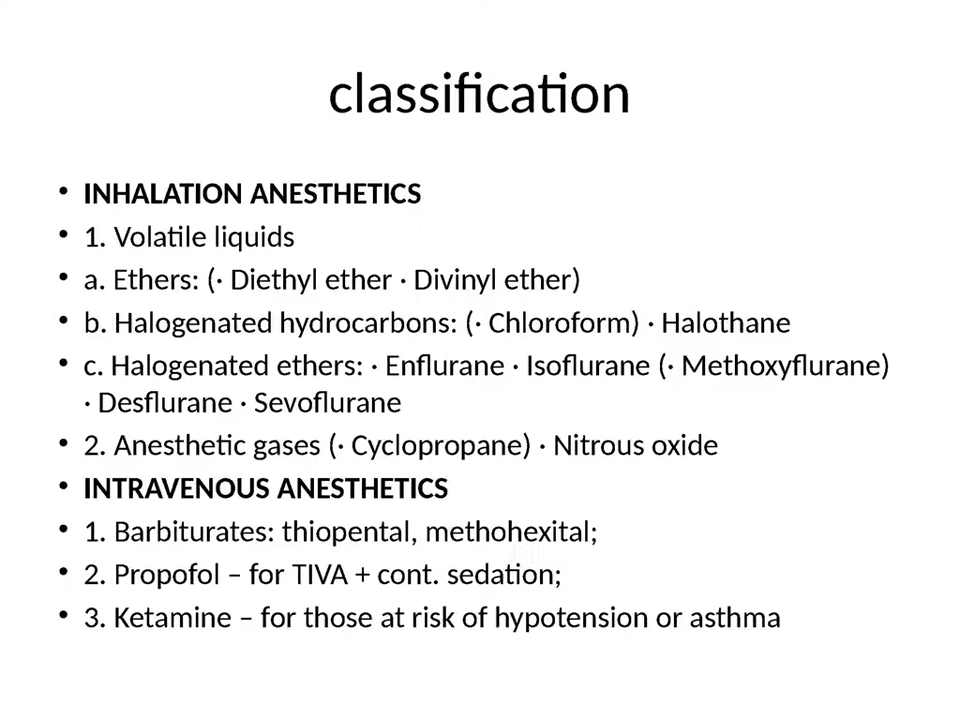 classification
• INHALATION ANESTHETICS
• 1. Volatile liquids
• a. Ethers: (· Diethyl ether · Divinyl ether)
• b. Halogenated hydrocarbons: (· Chloroform) · Halothane
• c. Halogenated ethers: · Enflurane · Isoflurane (· Methoxyflurane)
· Desflurane · Sevoflurane
• 2. Anesthetic gases (· Cyclopropane) · Nitrous oxide
• INTRAVENOUS ANESTHETICS
• 1. Barbiturates: thiopental, methohexital;
• 2. Propofol – for TIVA + cont. sedation;
• 3. Ketamine – for those at risk of hypotension or asthma